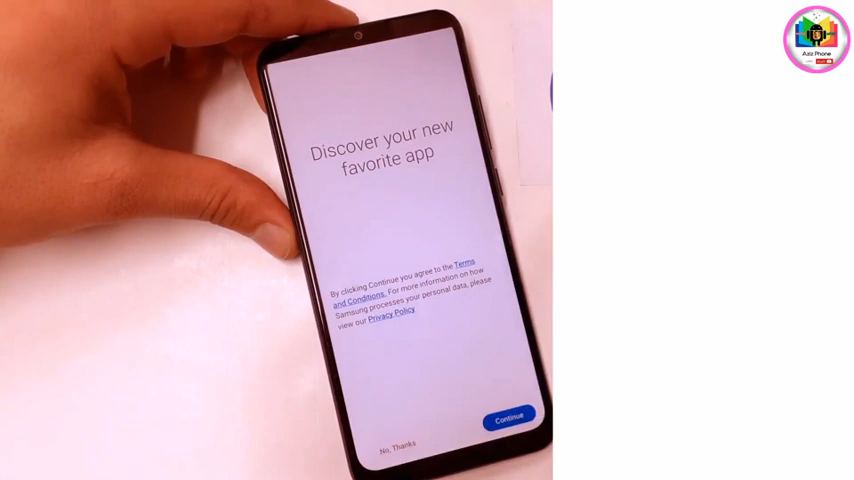 Discover your new
favorite app
By clicking Continue you agree to the Terms
and Conditions. For more information on how
Samsung processes your personal data, please
view our Privacy Policy
Continue
No, Thanks
Aziz Phone